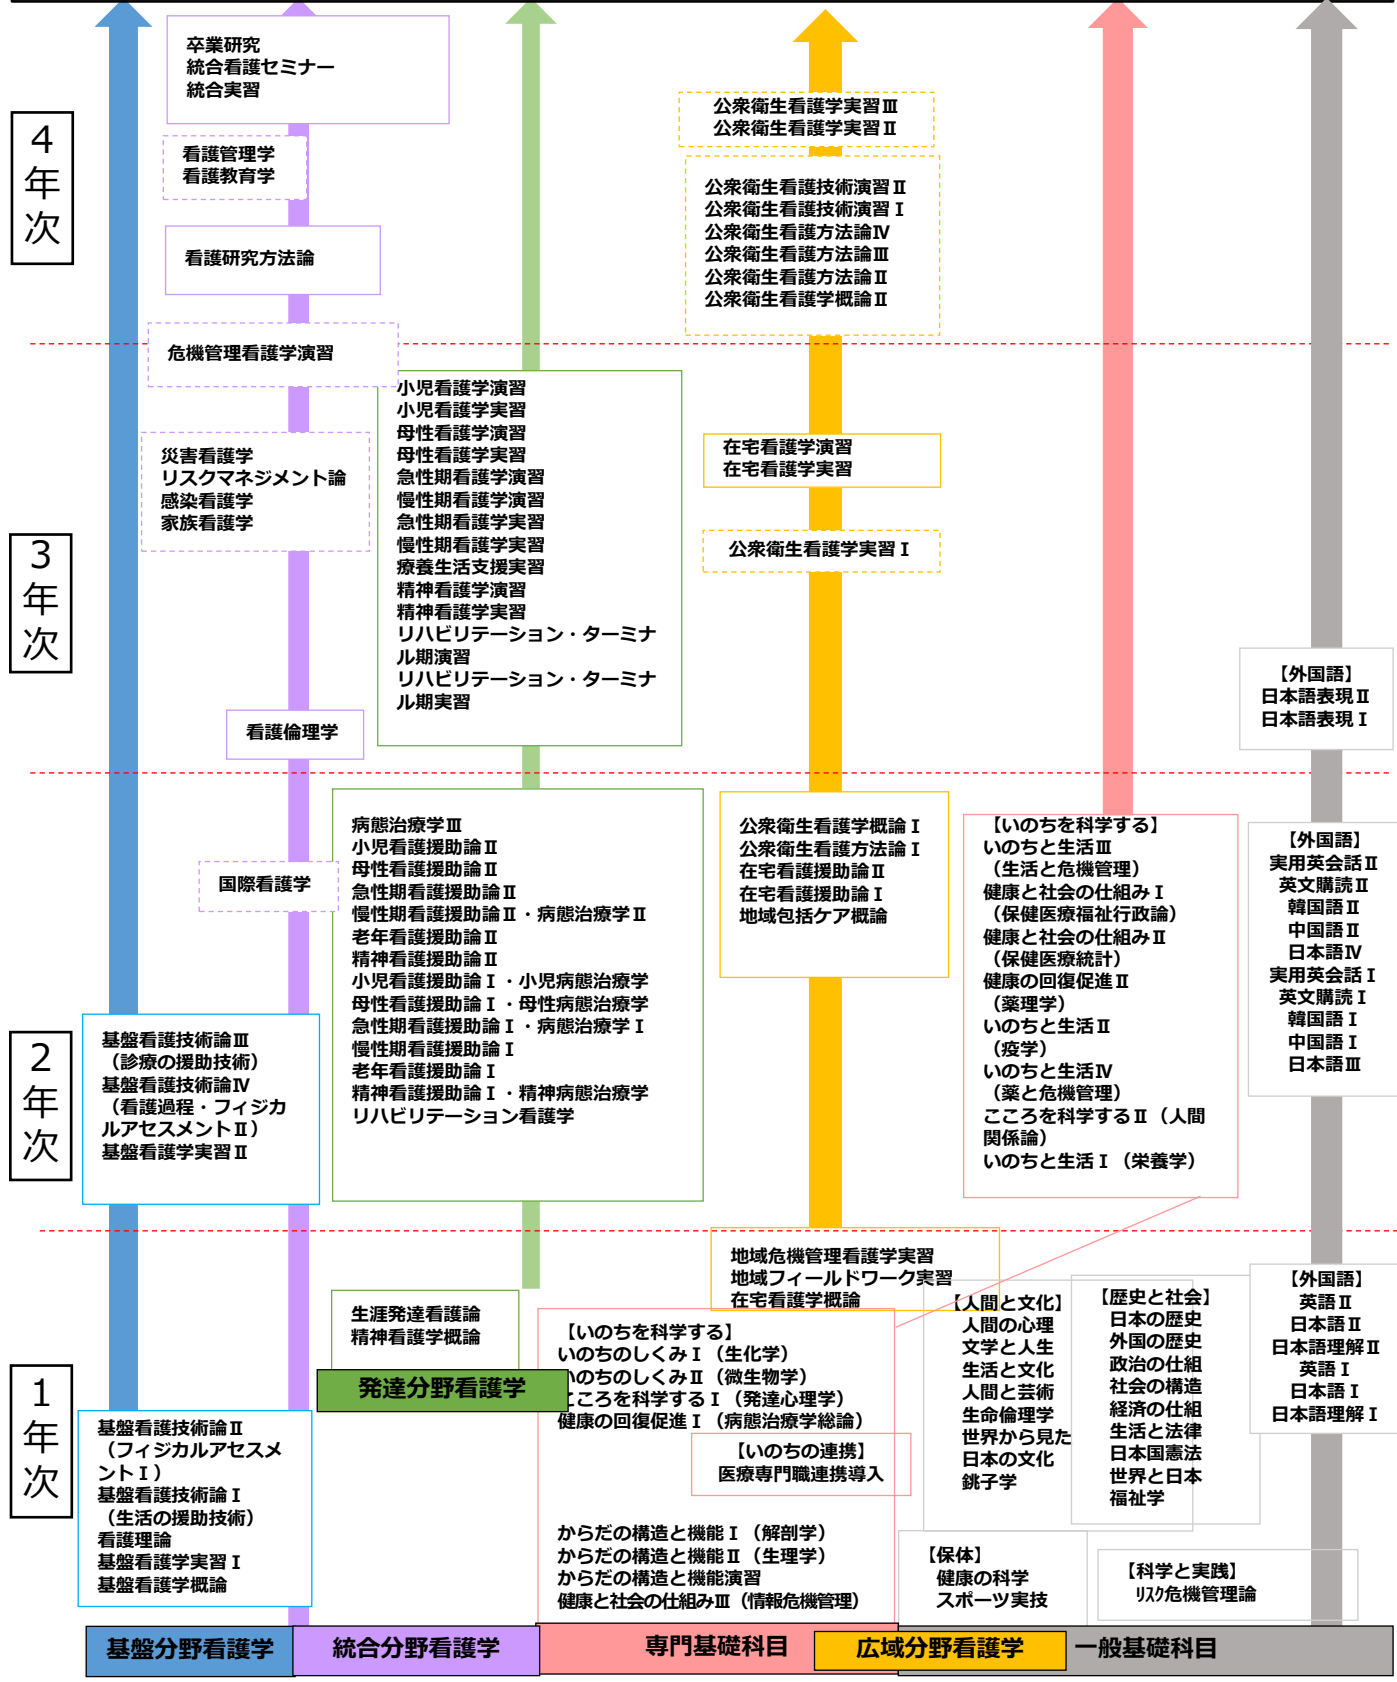 卒業研究
統合看護セミナー
統合実習
4
年
次
看護管理学
看護教育学
看護研究方法論
公衆衛生看護学実習Ⅲ
公衆衛生看護学実習Ⅱ
公衆衛生看護技術演習Ⅱ
公衆衛生看護技術演習Ⅰ
公衆衛生看護方法論Ⅳ
公衆衛生看護方法論Ⅲ
公衆衛生看護方法論Ⅱ
公衆衛生看護学概論Ⅱ
危機管理看護学演習
3
年
次
災害看護学
リスクマネジメント論
感染看護学
家族看護学
看護倫理学
小児看護学演習
小児看護学実習
母性看護学演習
母性看護学実習
急性期看護学演習
慢性期看護学演習
急性期看護学実習
慢性期看護学実習
療養生活支援実習
精神看護学演習
精神看護学実習
リハビリテーション・ターミナ
ル期演習
リハビリテーション・ターミナ
ル期実習
在宅看護学演習
在宅看護学実習
公衆衛生看護学実習Ⅰ
【外国語】
日本語表現Ⅱ
日本語表現Ⅰ
2
年
次
国際看護学
基盤看護技術論Ⅲ
（診療の援助技術）
基盤看護技術論Ⅳ
（看護過程・フィジカ
ルアセスメントⅡ）
基盤看護学実習Ⅱ
病態治療学Ⅲ
小児看護援助論Ⅱ
母性看護援助論Ⅱ
急性期看護援助論Ⅱ
慢性期看護援助論Ⅱ・病態治療学Ⅱ
老年看護援助論Ⅱ
精神看護援助論Ⅱ
小児看護援助論Ⅰ・小児病態治療学
母性看護援助論Ⅰ・母性病態治療学
急性期看護援助論Ⅰ・病態治療学Ⅰ
慢性期看護援助論Ⅰ
老年看護援助論Ⅰ
精神看護援助論Ⅰ・精神病態治療学
リハビリテーション看護学
公衆衛生看護学概論Ⅰ
公衆衛生看護方法論Ⅰ
在宅看護援助論Ⅱ
在宅看護援助論Ⅰ
地域包括ケア概論
【いのちを科学する】
いのちと生活Ⅲ
（生活と危機管理）
健康と社会の仕組みⅠ
（保健医療福祉行政論）
健康と社会の仕組みⅡ
（保健医療統計）
健康の回復促進Ⅱ
（薬理学）
いのちと生活Ⅱ
（疫学）
いのちと生活Ⅳ
（薬と危機管理）
こころを科学するⅡ（人間
関係論）
いのちと生活Ⅰ（栄養学）
【外国語】
実用英会話Ⅱ
英文購読Ⅱ
韓国語Ⅱ
中国語Ⅱ
日本語Ⅳ
実用英会話Ⅰ
英文購読Ⅰ
韓国語Ⅰ
中国語Ⅰ
日本語Ⅲ
1
年
次
基盤看護技術論Ⅱ
（フィジカルアセスメ
ントⅠ）
基盤看護技術論Ⅰ
（生活の援助技術）
看護理論
基盤看護学実習Ⅰ
基盤看護学概論
生涯発達看護論
精神看護学概論
発達分野看護学
地域危機管理看護学実習
地域フィールドワーク実習
在宅看護学概論
【いのちを科学する】
いのちのしくみⅠ（生化学）
いのちのしくみⅡ（微生物学）
こころを科学するⅠ（発達心理学）
健康の回復促進Ⅰ（病態治療学総論）
【いのちの連携】
医療専門職連携導入
からだの構造と機能Ⅰ（解剖学）
からだの構造と機能Ⅱ（生理学）
からだの構造と機能演習
健康と社会の仕組みⅢ（情報危機管理）
【人間と文化】
人間の心理
文学と人生
生活と文化
人間と芸術
生命倫理学
世界から見た
日本の文化
銚子学
【歴史と社会】
日本の歴史
外国の歴史
政治の仕組
社会の構造
経済の仕組
生活と法律
日本国憲法
世界と日本
福祉学
【外国語】
英語Ⅱ
日本語Ⅱ
日本語理解Ⅱ
英語Ⅰ
日本語Ⅰ
日本語理解Ⅰ
【保体】
健康の科学
スポーツ実技
【科学と実践】
リスク危機管理論
基盤分野看護学
統合分野看護学
専門基礎科目
広域分野看護学
一般基礎科目